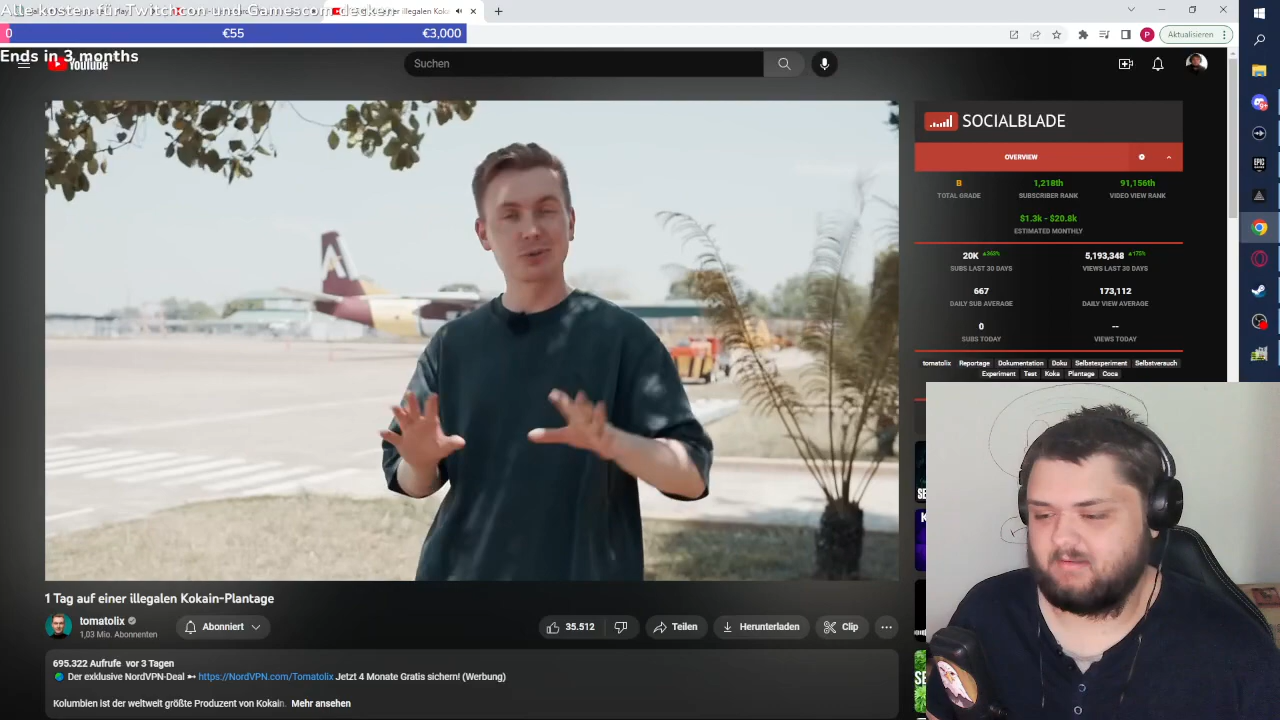 Alle kosten für Twitchcon und Gamescom decken
r illegalen Kok
0 €55 €3,000
Aktualisieren
Ends in 3 months
YouTube
Suchen
P
SOCIALBLADE
OVERVIEW
B 1,218th 91,156th
TOTAL GRADE SUBSCRIBER RANK VIDEO VIEW RANK
$1.3k - $20.8k
ESTIMATED MONTHLY
20K 5,193,348
SUBS LAST 30 DAYS VIEWS LAST 30 DAYS
667 173,112
DAILY SUB AVERAGE DAILY VIEW AVERAGE
0 --
SUBS TODAY VIEWS TODAY
tomatolix Reportage Dokumentation Doku Selbstexperiment Selbstversuch
Experiment Test Koka Plantage Coca
1 Tag auf einer illegalen Kokain-Plantage
tomatolix
1,03 Mio. Abonnenten
Abonniert
35.512
Teilen
Herunterladen
Clip
695.322 Aufrufe vor 3 Tagen
Der exklusive NordVPN-Deal ➼ https://NordVPN.com/Tomatolix Jetzt 4 Monate Gratis sichern! (Werbung)
Kolumbien ist der weltweit größte Produzent von Kokain. Mehr ansehen